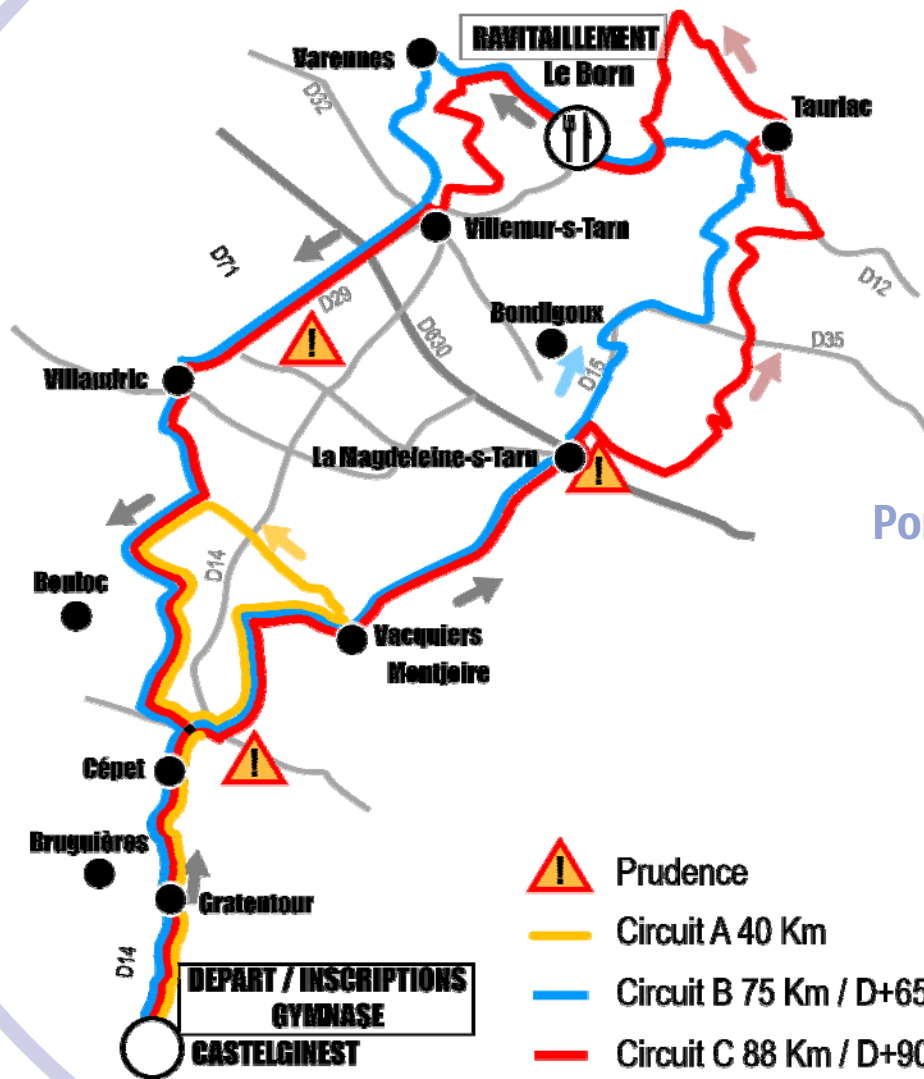 RAVITAILLEMENT
Le Born
Varennes
Tauriac
D32
Villemur-s-Tarn
D71
D29
D12
Bondigoux
D630
D35
Villaudric
D15
La Magdeleine-s-Tarn
Por
D14
Bouloc
Vacquiers
Montjoire
Cépet
Bruguières
Gratentour
D14
DEPART / INSCRIPTIONS
GYMNASE
CASTELGINEST
Prudence
Circuit A 40 Km
Circuit B 75 Km / D+65
Circuit C 88 Km / D+90